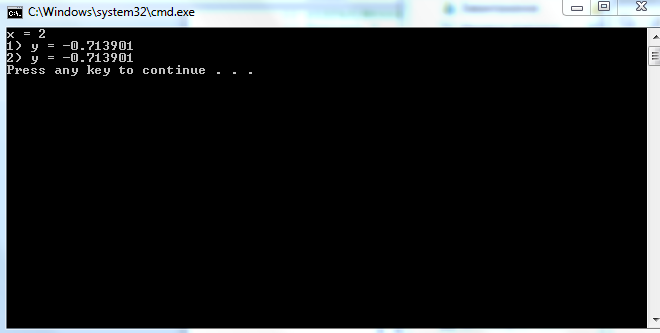 C:\Windows\system32\cmd.exe
x = 2
1) y = -0.713901
2) y = -0.713901
Press any key to continue . . .